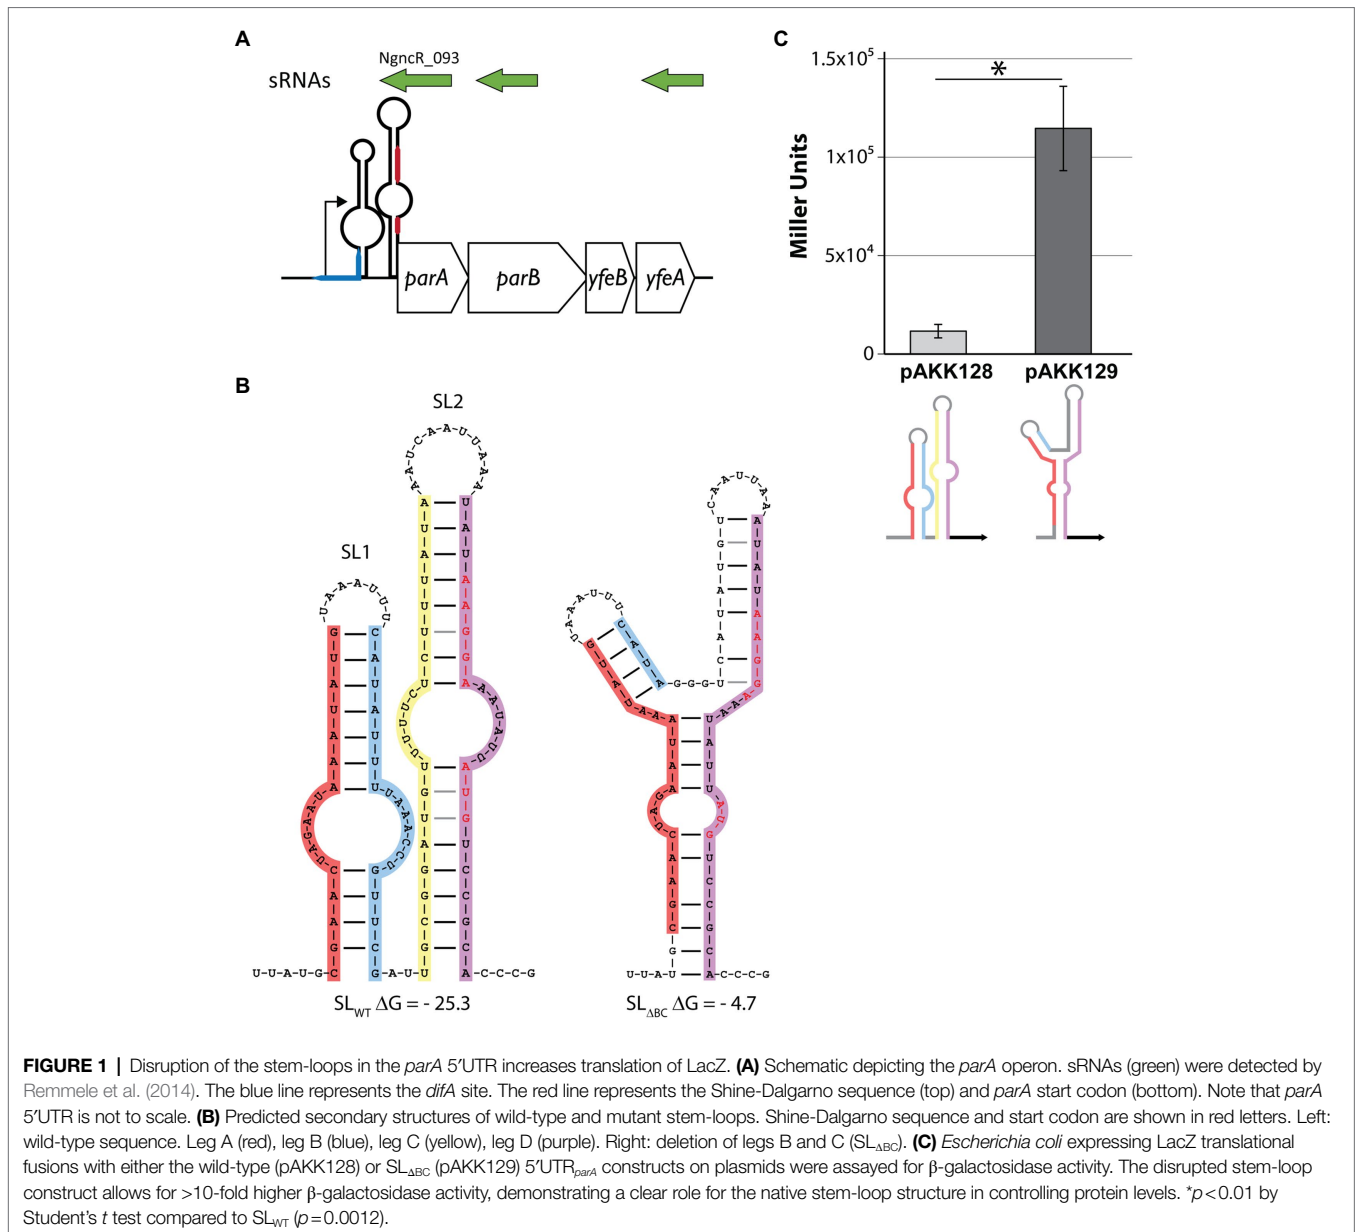 A
sRNAs
NgncR_093
parA
parB
yfeB
yfeA
C
Miller Units
1.5x10⁵
1x10⁵
5x10⁴
0
*
pAKK128
pAKK129
B
SL1
SL2
U-U-A-U-G-C
G-A-U-U
A-C-C-C-G
SL_WT ΔG = - 25.3
U-U-A-U
A-C-C-C-G
SL_ΔBC ΔG = - 4.7
FIGURE 1 | Disruption of the stem-loops in the parA 5′UTR increases translation of LacZ. (A) Schematic depicting the parA operon. sRNAs (green) were detected by
Remmele et al. (2014). The blue line represents the difA site. The red line represents the Shine-Dalgarno sequence (top) and parA start codon (bottom). Note that parA
5′UTR is not to scale. (B) Predicted secondary structures of wild-type and mutant stem-loops. Shine-Dalgarno sequence and start codon are shown in red letters. Left:
wild-type sequence. Leg A (red), leg B (blue), leg C (yellow), leg D (purple). Right: deletion of legs B and C (SL_ΔBC). (C) Escherichia coli expressing LacZ translational
fusions with either the wild-type (pAKK128) or SL_ΔBC (pAKK129) 5′UTR_parA constructs on plasmids were assayed for β-galactosidase activity. The disrupted stem-loop
construct allows for >10-fold higher β-galactosidase activity, demonstrating a clear role for the native stem-loop structure in controlling protein levels. *p<0.01 by
Student's t test compared to SL_WT (p=0.0012).